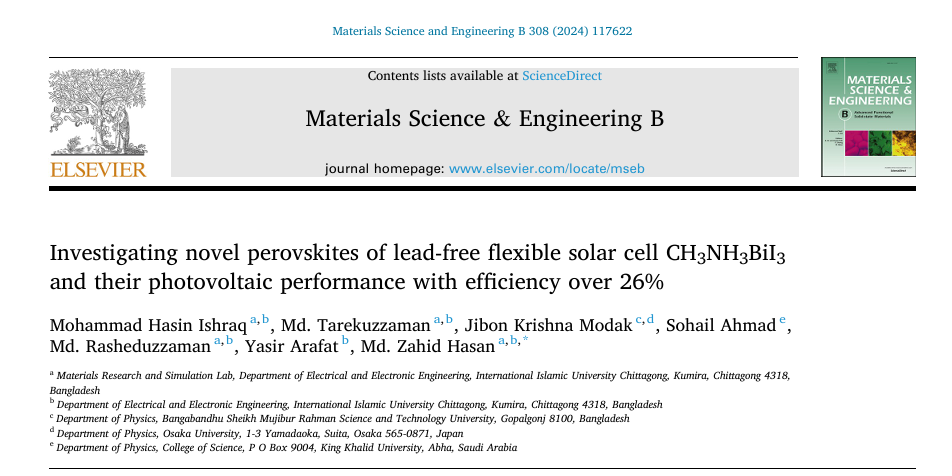 Materials Science and Engineering B 308 (2024) 117622
Contents lists available at ScienceDirect
Materials Science & Engineering B
journal homepage: www.elsevier.com/locate/mseb
ELSEVIER
MATERIALS
SCIENCE &
ENGINEERING
B
Advanced Functional
Solid-state Materials
Investigating novel perovskites of lead-free flexible solar cell CH₃NH₃BiI₃
and their photovoltaic performance with efficiency over 26%
Mohammad Hasin Ishraq a,b, Md. Tarekuzzaman a,b, Jibon Krishna Modak c,d, Sohail Ahmad e,
Md. Rasheduzzaman a,b, Yasir Arafat b, Md. Zahid Hasan a,b,*
a Materials Research and Simulation Lab, Department of Electrical and Electronic Engineering, International Islamic University Chittagong, Kumira, Chittagong 4318,
Bangladesh
b Department of Electrical and Electronic Engineering, International Islamic University Chittagong, Kumira, Chittagong 4318, Bangladesh
c Department of Physics, Bangabandhu Sheikh Mujibur Rahman Science and Technology University, Gopalgonj 8100, Bangladesh
d Department of Physics, Osaka University, 1-3 Yamadaoka, Suita, Osaka 565-0871, Japan
e Department of Physics, College of Science, P O Box 9004, King Khalid University, Abha, Saudi Arabia